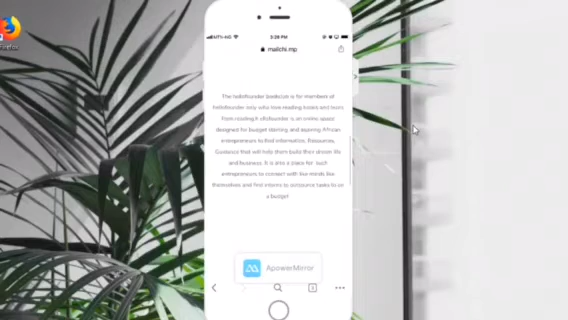 Firefox
MTN-NG 3:28 PM
mailchi.mp
The hellofounder bookclub is for members of
hellofounder only who love reading books and learn
from reading.hellofounder is an online space
designed for budget starting and aspiring African
entrepreneurs to find information, Resources,
Guidance that will help them build their dream life
and business. It is also a place for such
entrepreneurs to connect with like-minds like
themselves and find interns to outsource tasks to on
a budget
ApowerMirror